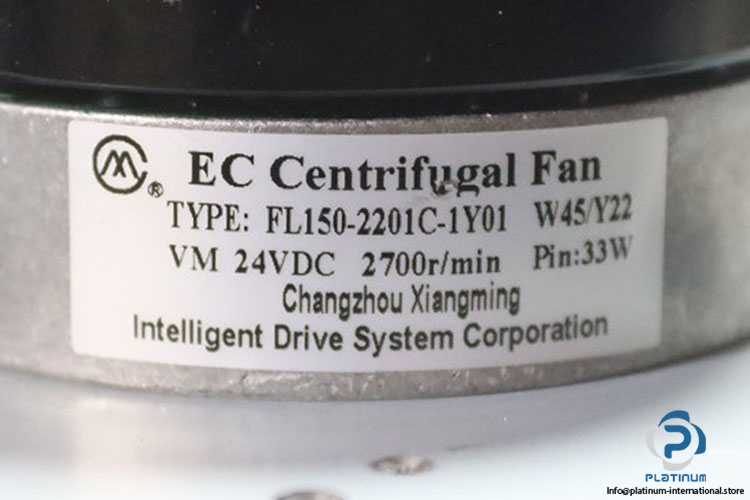 ® EC Centrifugal Fan
TYPE: FL150-2201C-1Y01 W45/Y22
VM 24VDC 2700r/min Pin:33W
Changzhou Xiangming
Intelligent Drive System Corporation
PLATINUM
Info@platinum-international.store